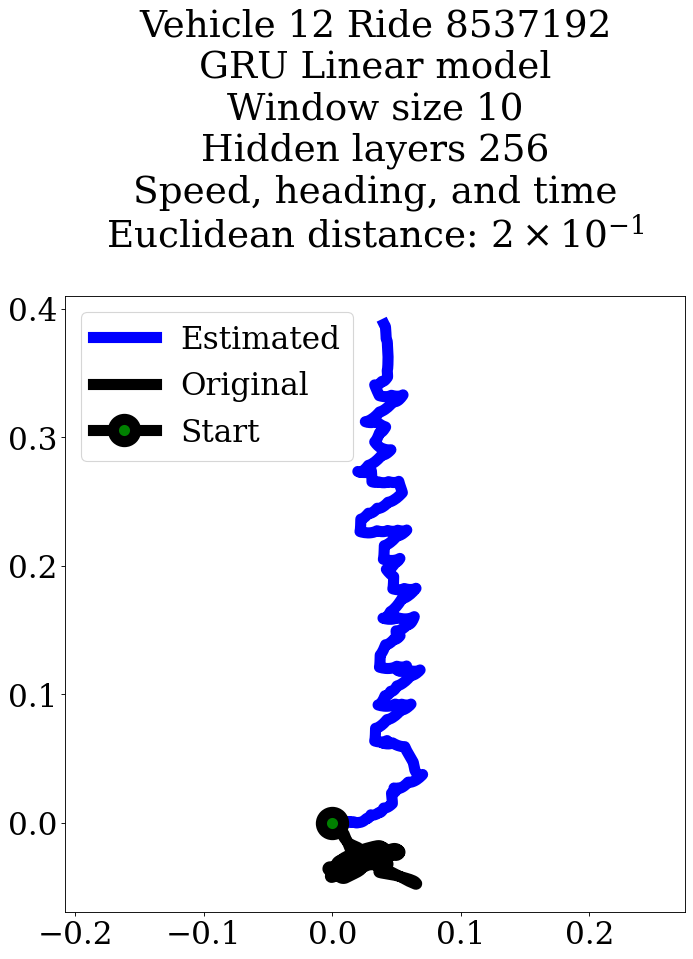 Vehicle 12 Ride 8537192
GRU Linear model
Window size 10
Hidden layers 256
Speed, heading, and time
Euclidean distance: 2 × 10⁻¹
Estimated
Original
Start
0.4
0.3
0.2
0.1
0.0
−0.2 −0.1 0.0 0.1 0.2